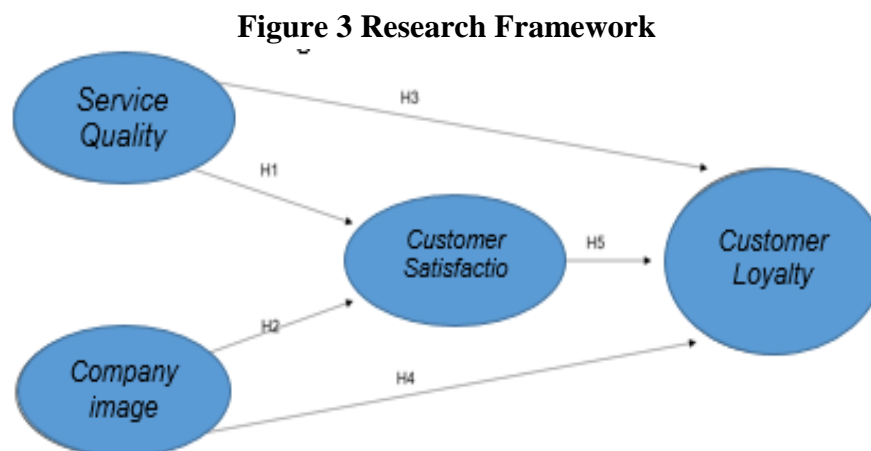 Figure 3 Research Framework
Service
Quality
H3
H1
Customer
Satisfactio
H5
Customer
Loyalty
H2
Company
image
H4